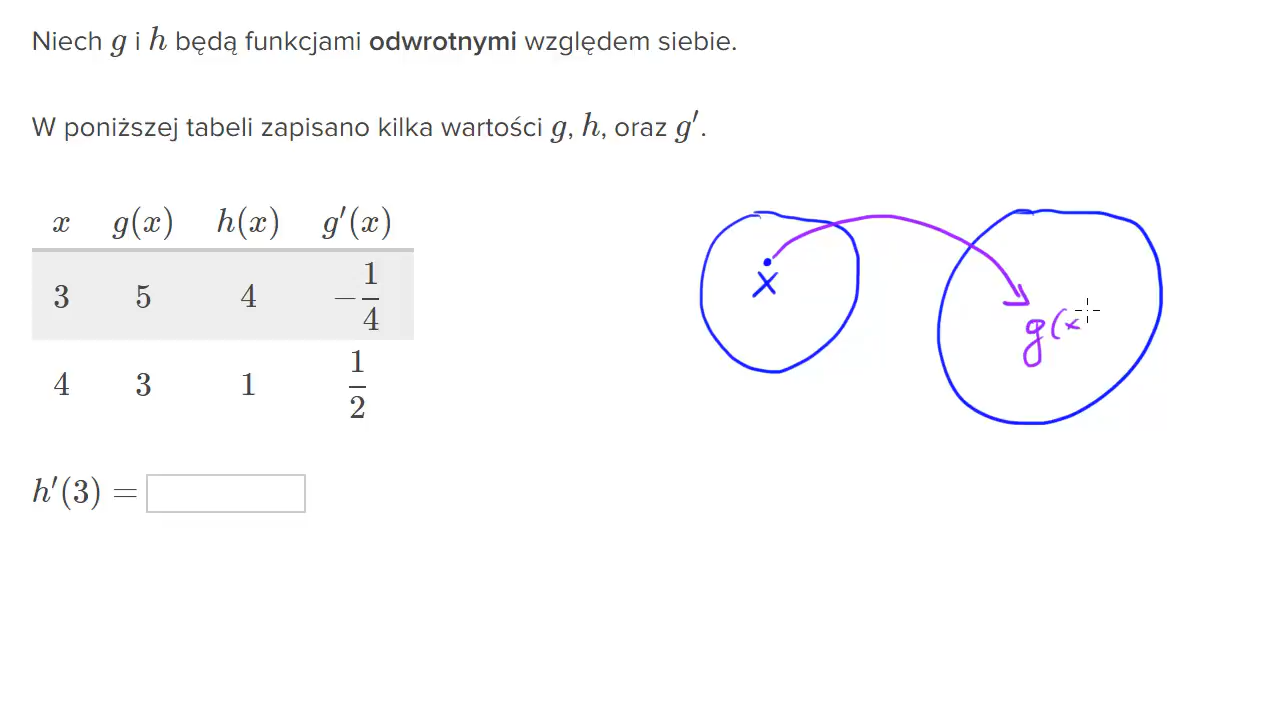 Niech g i h będą funkcjami odwrotnymi względem siebie.
W poniższej tabeli zapisano kilka wartości g, h, oraz g′.
x g(x) h(x) g′(x)
3 5 4 −1/4
4 3 1 1/2
h′(3) =
x
g(x